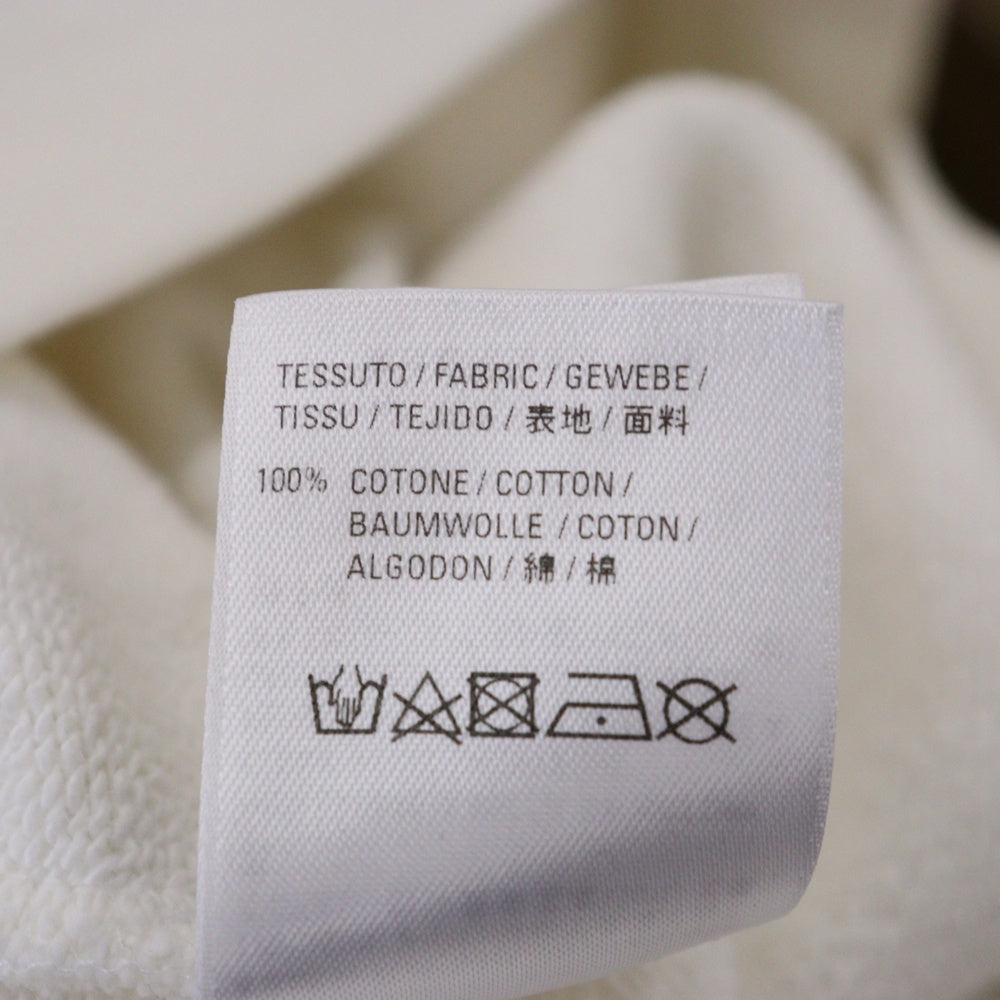 TESSUTO / FABRIC / GEWEBE /
TISSU / TEJIDO / 表地 / 面料
100% COTONE / COTTON /
BAUMWOLLE / COTON /
ALGODON / 綿 / 棉